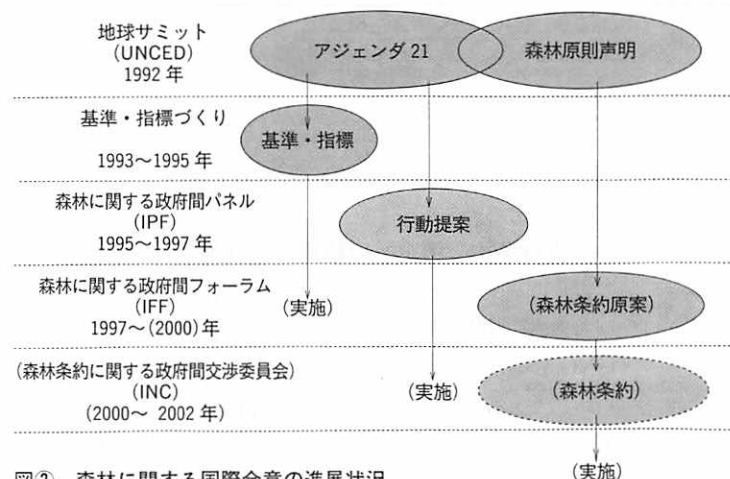 地球サミット
(UNCED)
1992 年
アジェンダ 21
森林原則声明
基準・指標づくり
1993〜1995 年
基準・指標
森林に関する政府間パネル
(IPF)
1995〜1997 年
行動提案
森林に関する政府間フォーラム
(IFF)
1997〜(2000)年
(実施)
(森林条約原案)
(森林条約に関する政府間交渉委員会)
(INC)
(2000〜 2002 年)
(実施)
(森林条約)
(実施)
図② 森林に関する国際合意の進展状況